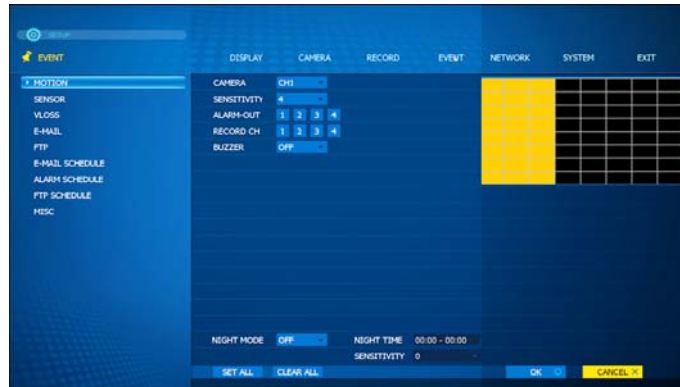 SETUP
EVENT
DISPLAY CAMERA RECORD EVENT NETWORK SYSTEM EXIT
MOTION
SENSOR
VLOSS
E-MAIL
FTP
E-MAIL SCHEDULE
ALARM SCHEDULE
FTP SCHEDULE
MISC
CAMERA CH1
SENSITIVITY 4
ALARM-OUT 1 2 3 4
RECORD CH 1 2 3 4
BUZZER OFF
NIGHT MODE OFF NIGHT TIME 00:00 - 00:00
SENSITIVITY 0
SET ALL CLEAR ALL OK CANCEL